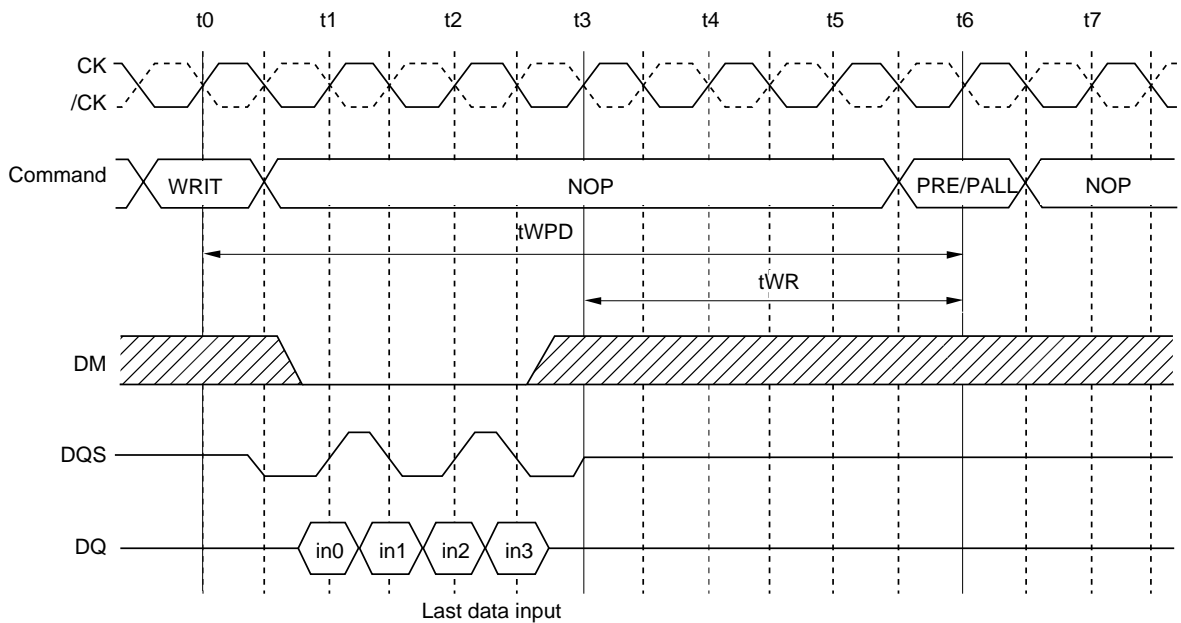 t0 t1 t2 t3 t4 t5 t6 t7
CK
/CK
Command WRIT NOP PRE/PALL NOP
tWPD
tWR
DM
DQS
DQ in0 in1 in2 in3
Last data input